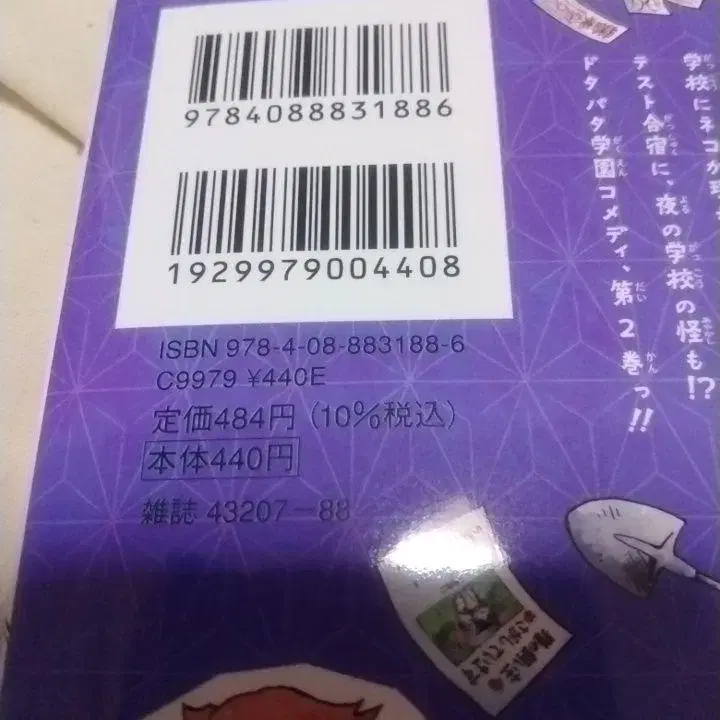 学校にネコが現
テスト合宿に、夜の学校の怪も!?
ドタバタ学園コメディ、第2巻っ!!
9784088831886
1929979004408
ISBN 978-4-08-883188-6
C9979 ¥440E
定価484円 (10%税込)
本体440円
雑誌 43207-88